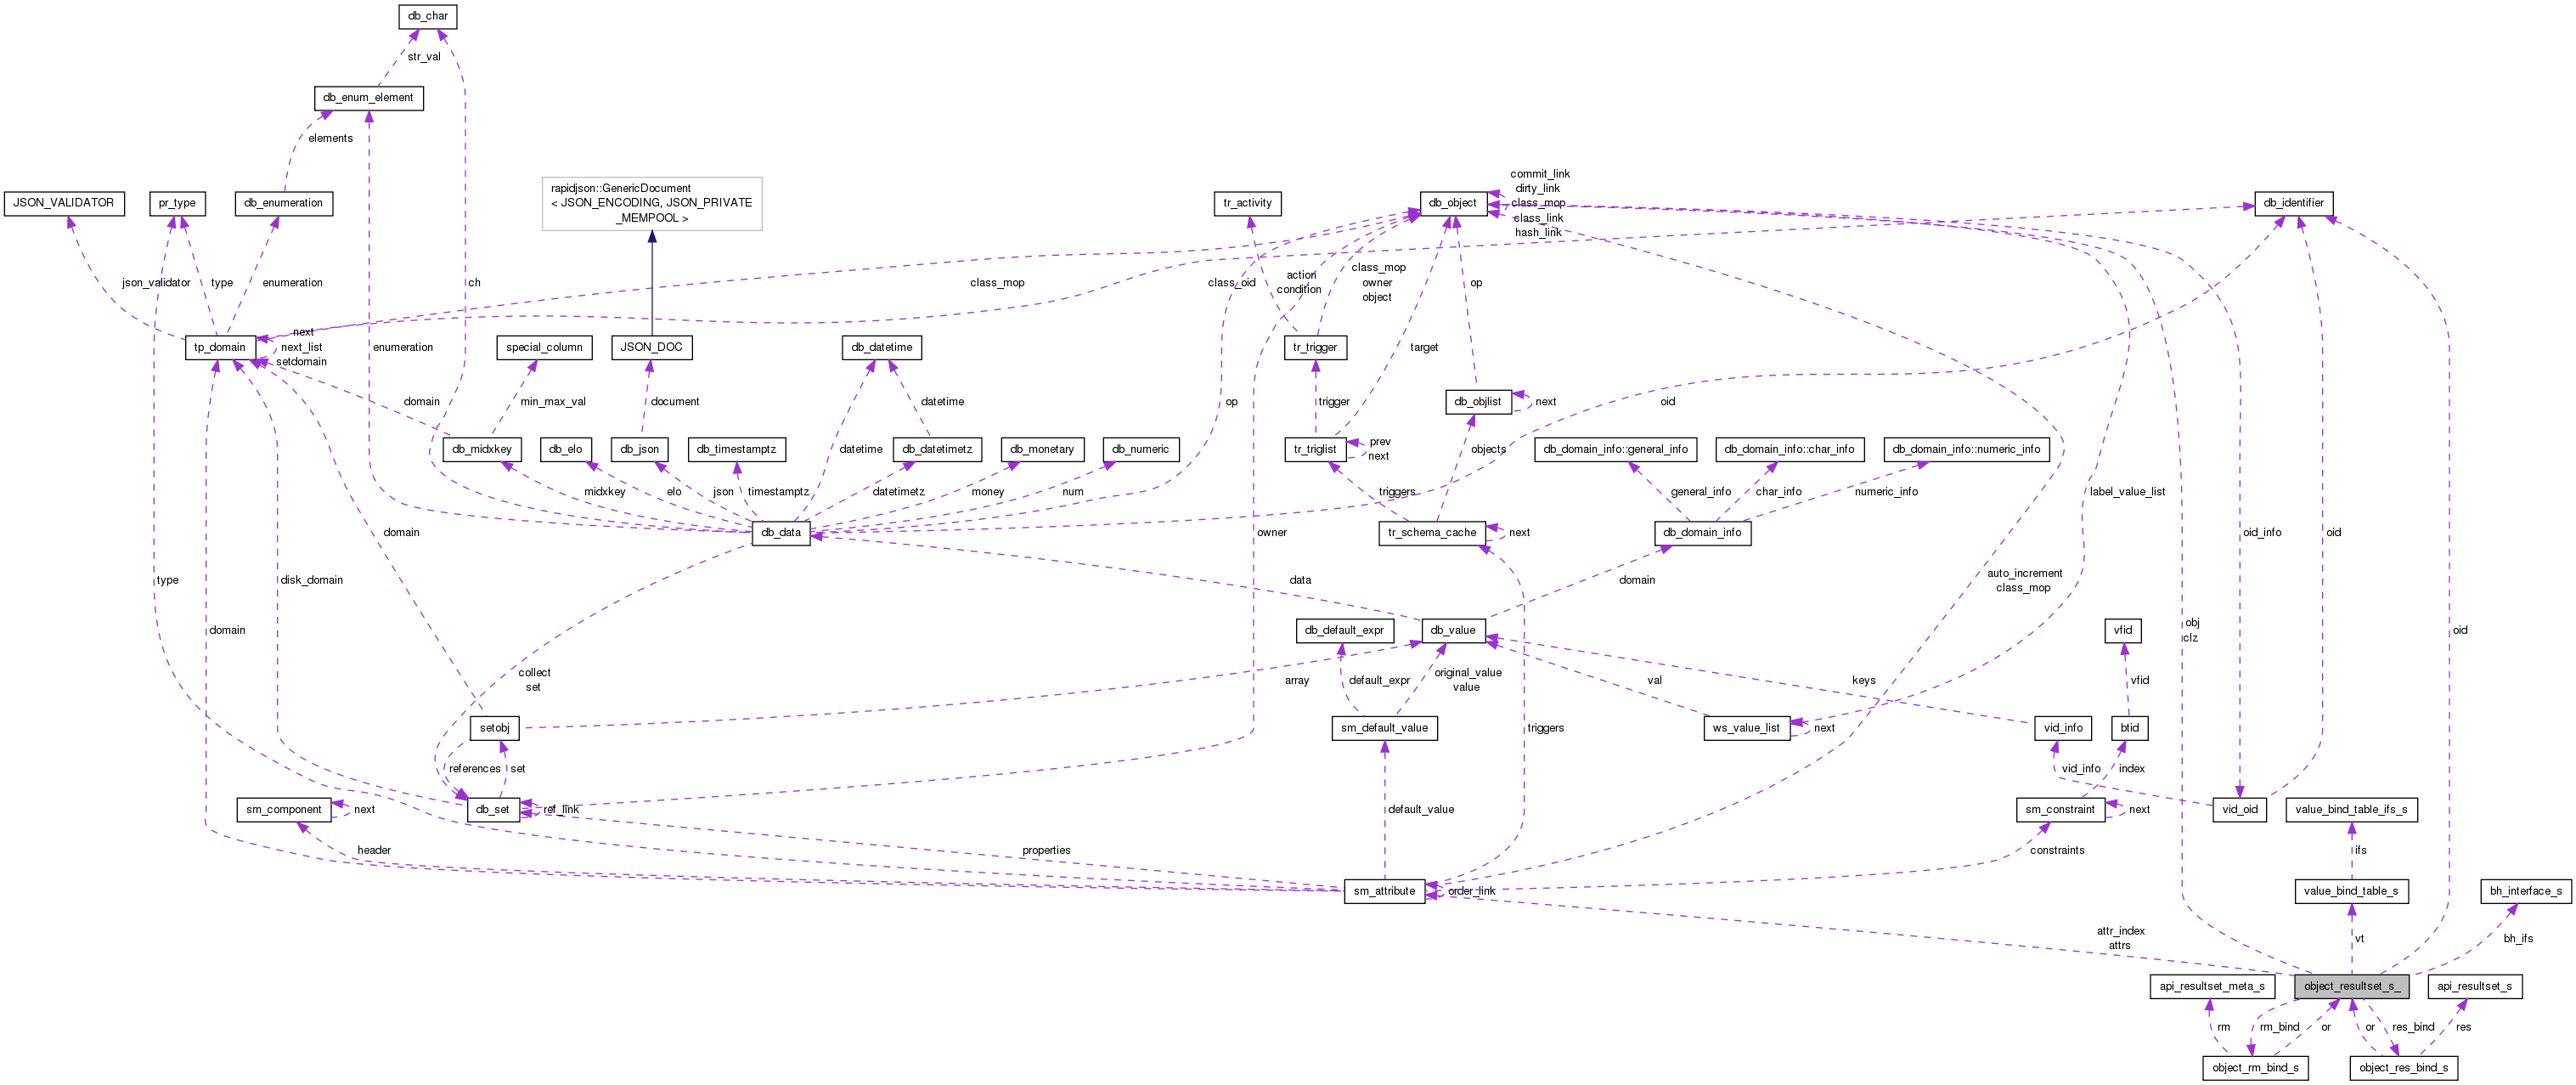 db_char
str_val
db_enum_element
elements
commit_link
dirty_link
class_mop
class_link
hash_link
rapidjson::GenericDocument
< JSON_ENCODING, JSON_PRIVATE
_MEMPOOL >
JSON_VALIDATOR
pr_type
db_enumeration
tr_activity
db_object
db_identifier
json_validator
type
enumeration
ch
class_mop
class_oid
action
condition
class_mop
owner
object
op
tp_domain
next
next_list
setdomain
enumeration
special_column
JSON_DOC
db_datetime
tr_trigger
target
domain
min_max_val
document
datetime
op
trigger
db_objlist
next
oid
db_midxkey
db_elo
db_json
db_timestamptz
datetime
db_datetimetz
db_monetary
db_numeric
tr_triglist
prev
next
objects
db_domain_info::general_info
db_domain_info::char_info
db_domain_info::numeric_info
midxkey
elo
json
timestamptz
datetimetz
money
num
triggers
general_info
char_info
numeric_info
label_value_list
domain
db_data
owner
tr_schema_cache
next
db_domain_info
oid_info
oid
type
disk_domain
data
domain
auto_increment
class_mop
domain
db_default_expr
db_value
obj
clz
vfid
oid
collect
set
array
default_expr
original_value
value
val
keys
vfid
setobj
sm_default_value
triggers
ws_value_list
next
vid_info
btid
references
set
vid_info
index
sm_component
next
db_set
ref_link
default_value
sm_constraint
next
vid_oid
value_bind_table_ifs_s
header
properties
constraints
ifs
sm_attribute
order_link
value_bind_table_s
bh_interface_s
attr_index
attrs
vt
bh_ifs
api_resultset_meta_s
object_resultset_s_
api_resultset_s
rm
rm_bind
or
or
res_bind
res
object_rm_bind_s
object_res_bind_s